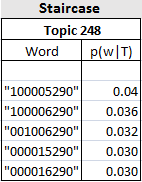 Staircase
Topic 248
Word p(w|T)
"100005290" 0.04
"100006290" 0.036
"001006290" 0.032
"000015290" 0.030
"000016290" 0.030